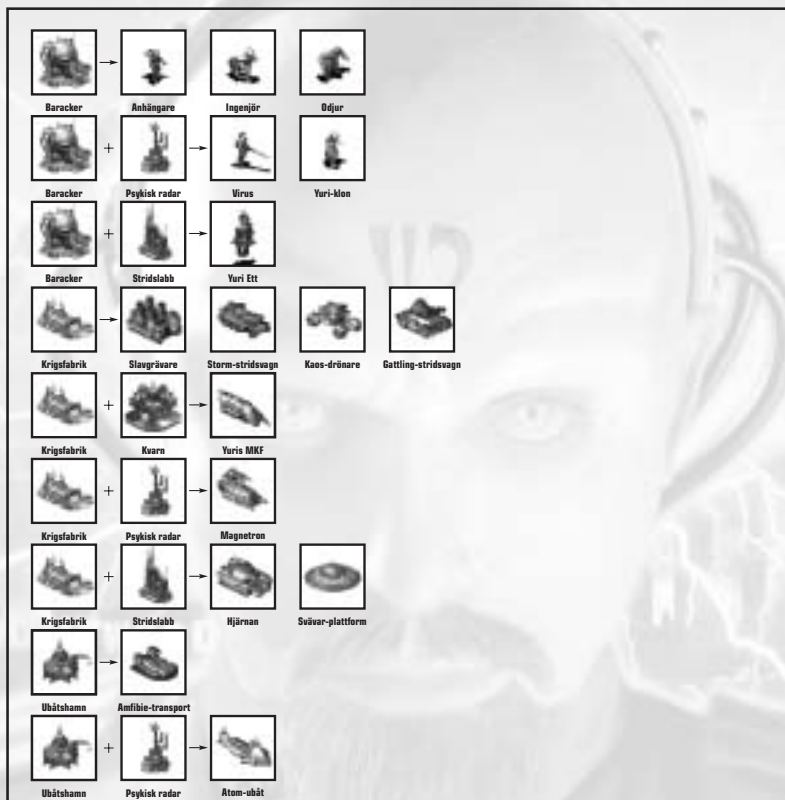 Baracker Anhängare Ingenjör Odjur
Baracker + Psykisk radar Virus Yuri-klon
Baracker + Stridslabb Yuri Ett
Krigsfabrik Slavgrävare Storm-stridsvagn Kaos-drönare Gattling-stridsvagn
Krigsfabrik + Kvarn Yuris MKF
Krigsfabrik + Psykisk radar Magnetron
Krigsfabrik + Stridslabb Hjärnan Svävar-plattform
Ubåtshamn Amfibie-transport
Ubåtshamn + Psykisk radar Atom-ubåt